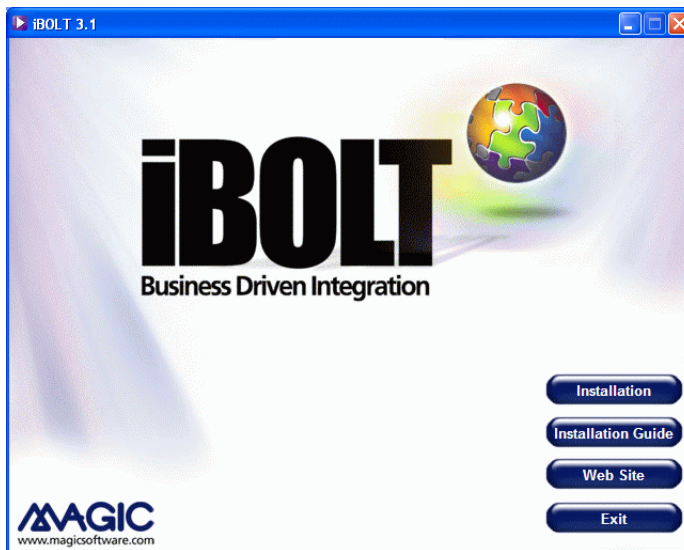 iBOLT 3.1
iBOLT
Business Driven Integration
Installation
Installation Guide
Web Site
Exit
MAGIC
www.magicsoftware.com